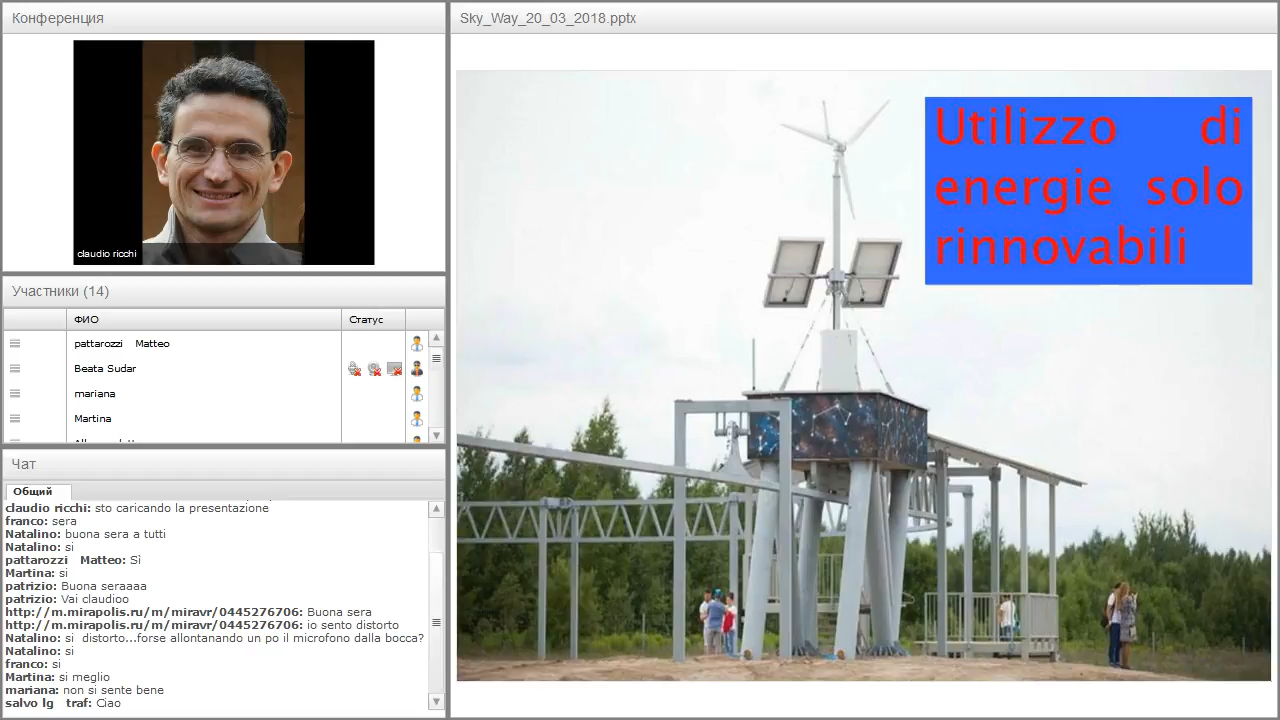 Конференция
claudio ricchi
Участники (14)
ФИО Статус
pattarozzi Matteo
Beata Sudar
mariana
Martina
Чат
Общий
claudio ricchi: sto caricando la presentazione
franco: sera
Natalino: buona sera a tutti
Natalino: si
pattarozzi Matteo: Sì
Martina: si
patrizio: Buona seraaaa
patrizio: Vai claudioo
http://m.mirapolis.ru/m/miravr/0445276706: Buona sera
http://m.mirapolis.ru/m/miravr/0445276706: io sento distorto
Natalino: si distorto...forse allontanando un po il microfono dalla bocca?
Natalino: si
franco: si
Martina: si meglio
mariana: non si sente bene
salvo lg traf: Ciao
Sky_Way_20_03_2018.pptx
Utilizzo di
energie solo
rinnovabili